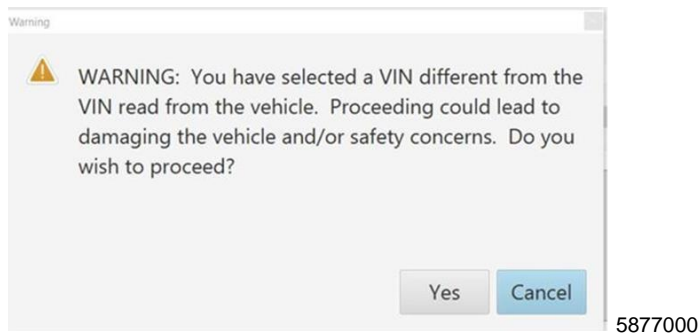 Warning
WARNING: You have selected a VIN different from the
VIN read from the vehicle. Proceeding could lead to
damaging the vehicle and/or safety concerns. Do you
wish to proceed?
Yes Cancel
5877000